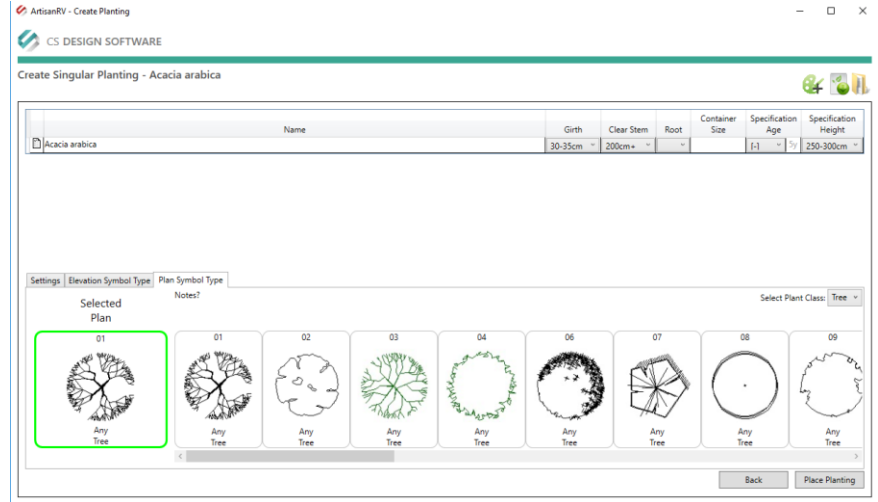 ArtisanRV - Create Planting
CS DESIGN SOFTWARE
Create Singular Planting - Acacia arabica
Name Girth Clear Stem Root Container Size Specification Age Specification Height
Acacia arabica 30-35cm 200cm+ [-] 5y 250-300cm
Settings Elevation Symbol Type Plan Symbol Type
Selected Plan
Notes?
Select Plant Class: Tree
01 01 02 03 04 06 07 08 09
Any Any Any Any Any Any Any Any Any
Tree Tree Tree Tree Tree Tree Tree Tree Tree
Back Place Planting